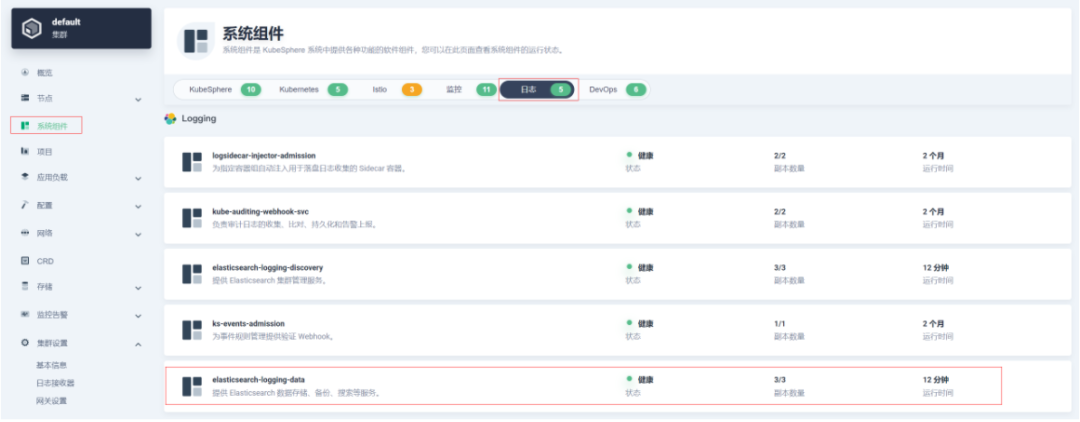 default
集群
概览
节点
系统组件
项目
应用负载
配置
网络
CRD
存储
监控告警
集群设置
基本信息
日志接收器
网关设置
系统组件
系统组件是 KubeSphere 系统中提供各种功能的软件组件，您可以在此页面查看系统组件的运行状态。
KubeSphere 10 Kubernetes 5 Istio 3 监控 11 日志 5 DevOps 6
Logging
logsidecar-injector-admission 健康 2/2 2 个月
为指定容器组自动注入用于落盘日志收集的 Sidecar 容器。 状态 副本数量 运行时间
kube-auditing-webhook-svc 健康 2/2 2 个月
负责审计日志的收集、比对、持久化和告警上报。 状态 副本数量 运行时间
elasticsearch-logging-discovery 健康 3/3 12 分钟
提供 Elasticsearch 集群管理服务。 状态 副本数量 运行时间
ks-events-admission 健康 1/1 2 个月
为事件规则管理提供验证 Webhook。 状态 副本数量 运行时间
elasticsearch-logging-data 健康 3/3 12 分钟
提供 Elasticsearch 数据存储、备份、搜索等服务。 状态 副本数量 运行时间